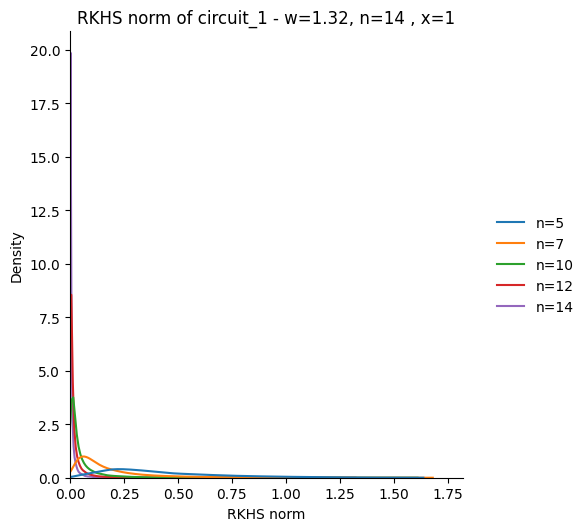 RKHS norm of circuit_1 - w=1.32, n=14 , x=1
20.0
17.5
15.0
12.5
10.0
7.5
5.0
2.5
0.0
Density
0.00 0.25 0.50 0.75 1.00 1.25 1.50 1.75
RKHS norm
n=5
n=7
n=10
n=12
n=14